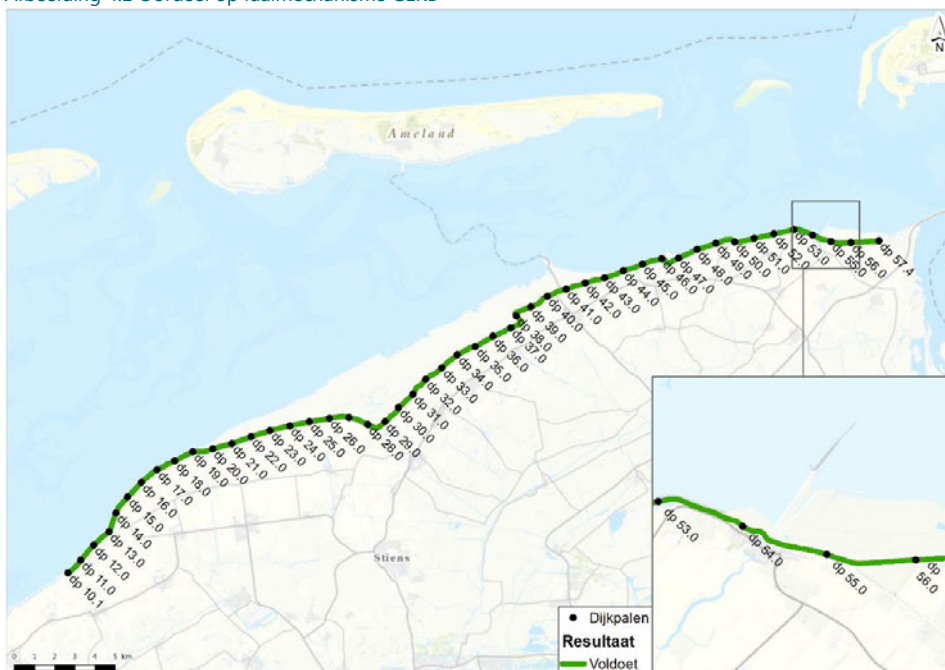 Afbeelding Oordeel op faalmechanisme GEKB
N
Ameland
Stiens
dp 10.1
dp 11.0
dp 12.0
dp 13.0
dp 14.0
dp 15.0
dp 16.0
dp 17.0
dp 18.0
dp 19.0
dp 20.0
dp 21.0
dp 22.0
dp 23.0
dp 24.0
dp 25.0
dp 26.0
dp 28.0
dp 29.0
dp 30.0
dp 31.0
dp 32.0
dp 33.0
dp 34.0
dp 35.0
dp 36.0
dp 37.0
dp 38.0
dp 39.0
dp 40.0
dp 41.0
dp 42.0
dp 43.0
dp 44.0
dp 45.0
dp 46.0
dp 47.0
dp 48.0
dp 49.0
dp 50.0
dp 51.0
dp 52.0
dp 53.0
dp 55.0
dp 56.0
dp 57.4
dp 53.0
dp 54.0
dp 55.0
dp
56.0
Dijkpalen
Resultaat
Voldoet
0 1 2 3 4 5 km